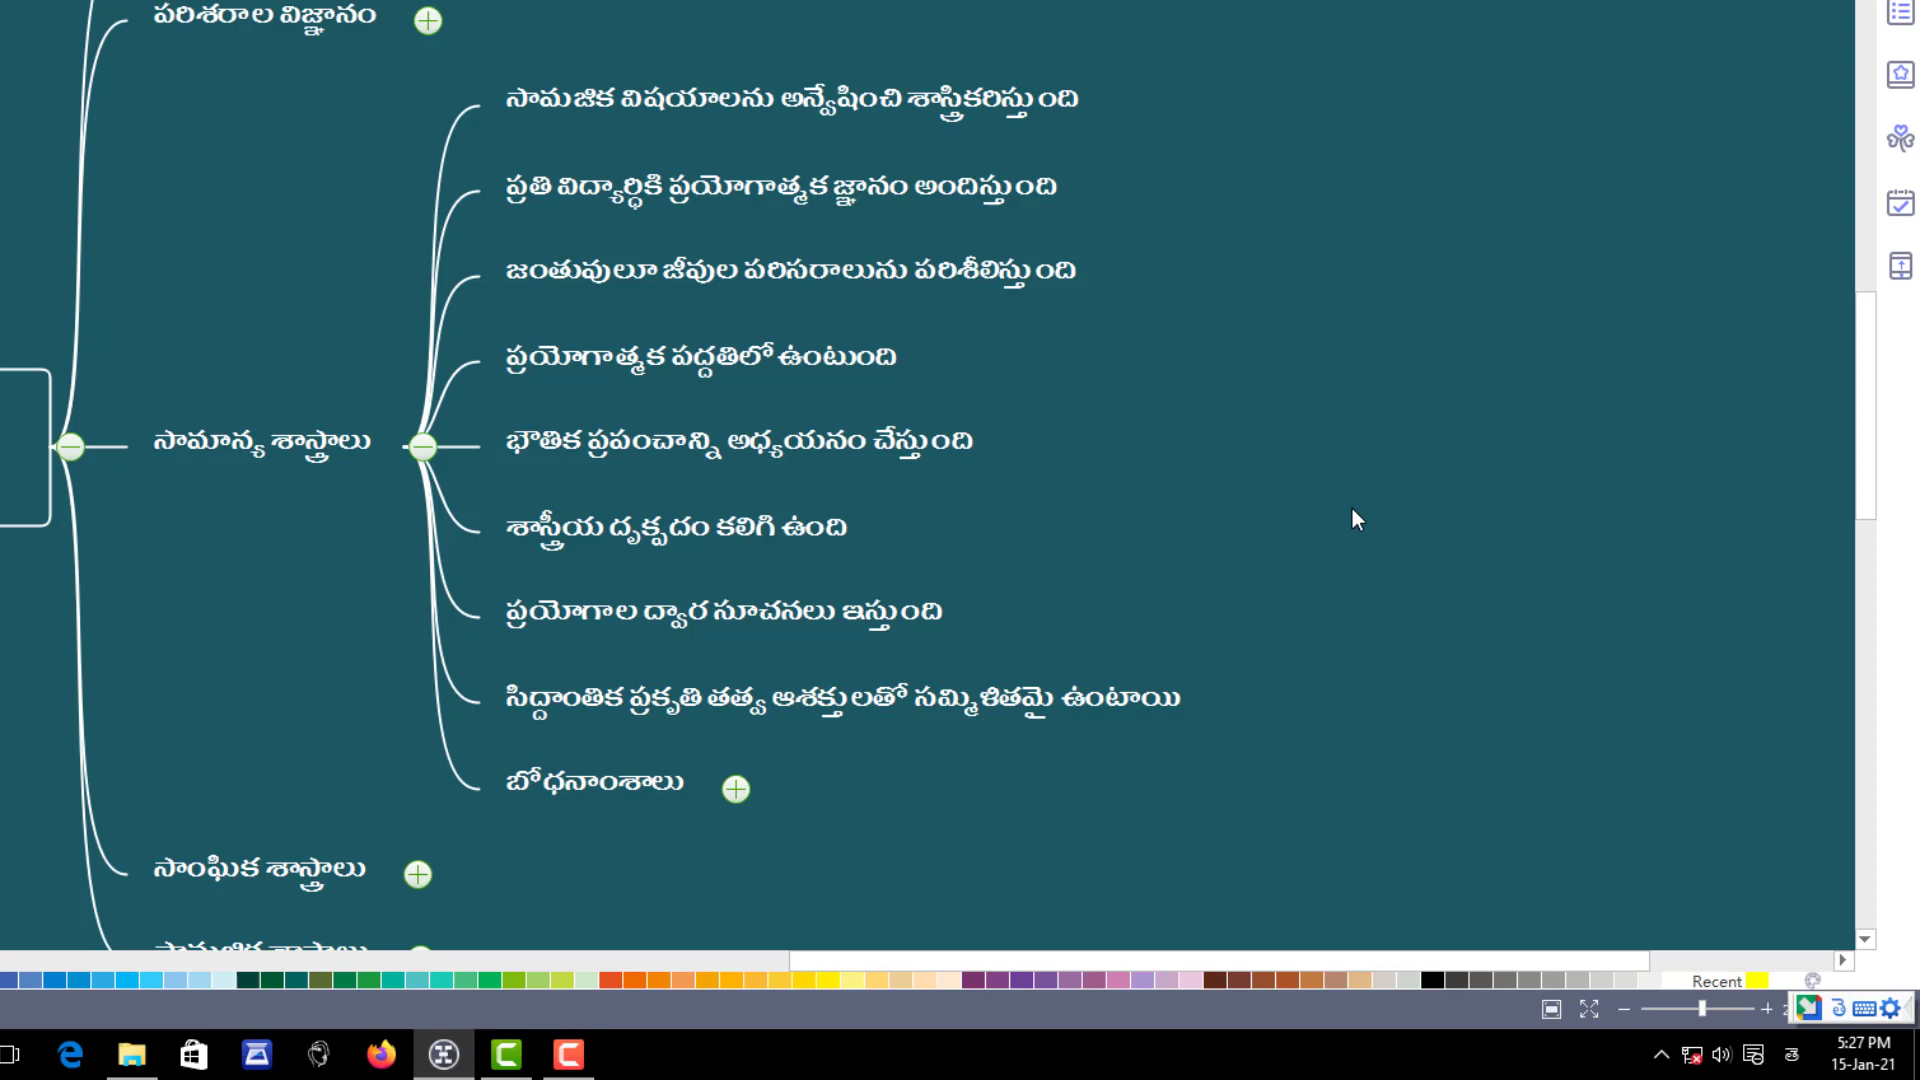 పరిశరాల విజ్ఞానం
సామజిక విషయాలను అన్వేషించి శాస్త్రికరిస్తుంది
ప్రతి విద్యార్ధికి ప్రయోగాత్మక జ్ఞానం అందిస్తుంది
జంతువులూ జీవుల పరిసరాలును పరిశీలిస్తుంది
ప్రయోగాత్మక పద్దతిలో ఉంటుంది
సామాన్య శాస్త్రాలు
భౌతిక ప్రపంచాన్ని అధ్యయనం చేస్తుంది
శాస్త్రీయ దృక్పదం కలిగి ఉంది
ప్రయోగాల ద్వార సూచనలు ఇస్తుంది
సిద్దాంతిక ప్రకృతి తత్వ ఆశక్తులతో సమ్మిళితమై ఉంటాయి
బోధనాంశాలు
సాంఘిక శాస్త్రాలు
Recent
తె
5:27 PM
15-Jan-21